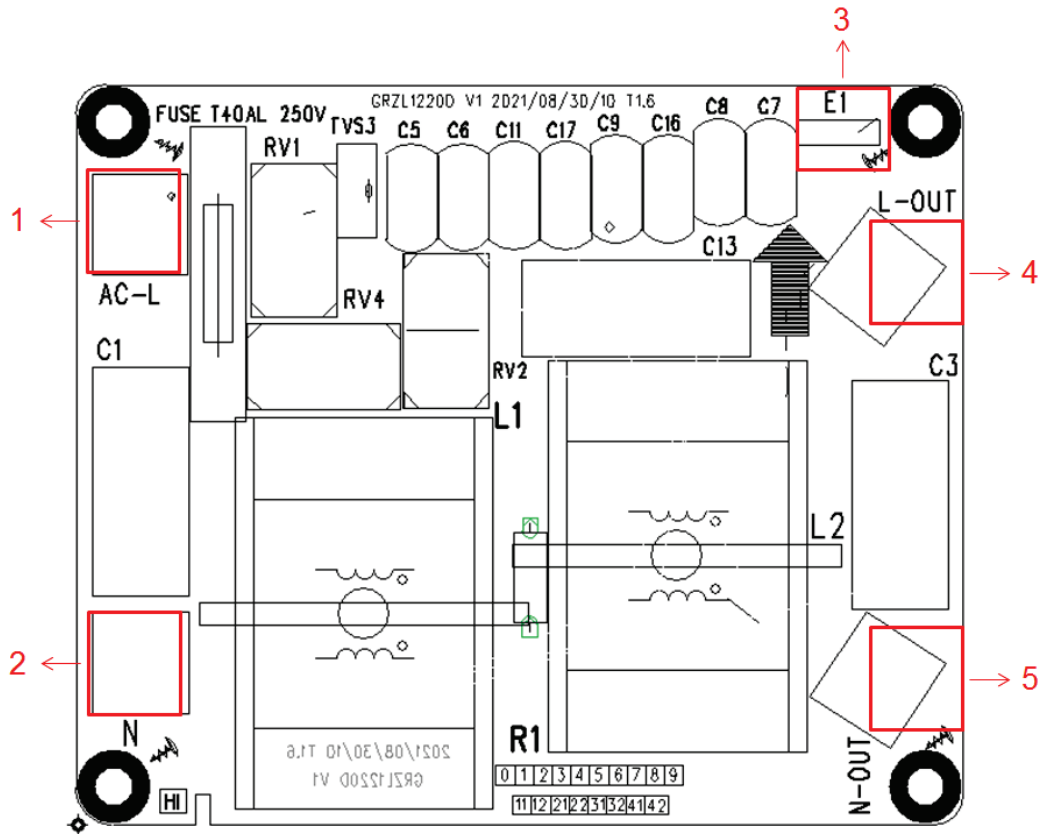 3
GRZL1220D V1 2021/08/30/10 T1.6
FUSE T40AL 250V
TVS3
C5
C6
C11
C17
C9
C16
C8
C7
E1
RV1
1
AC-L
L-OUT
4
C13
RV4
C1
RV2
C3
L1
L2
2
N
5
N-OUT
R1
2021/08/30/10 T1.6
GRZL1220D V1
0 1 2 3 4 5 6 7 8 9
11 12 21 22 31 32 41 42
HI